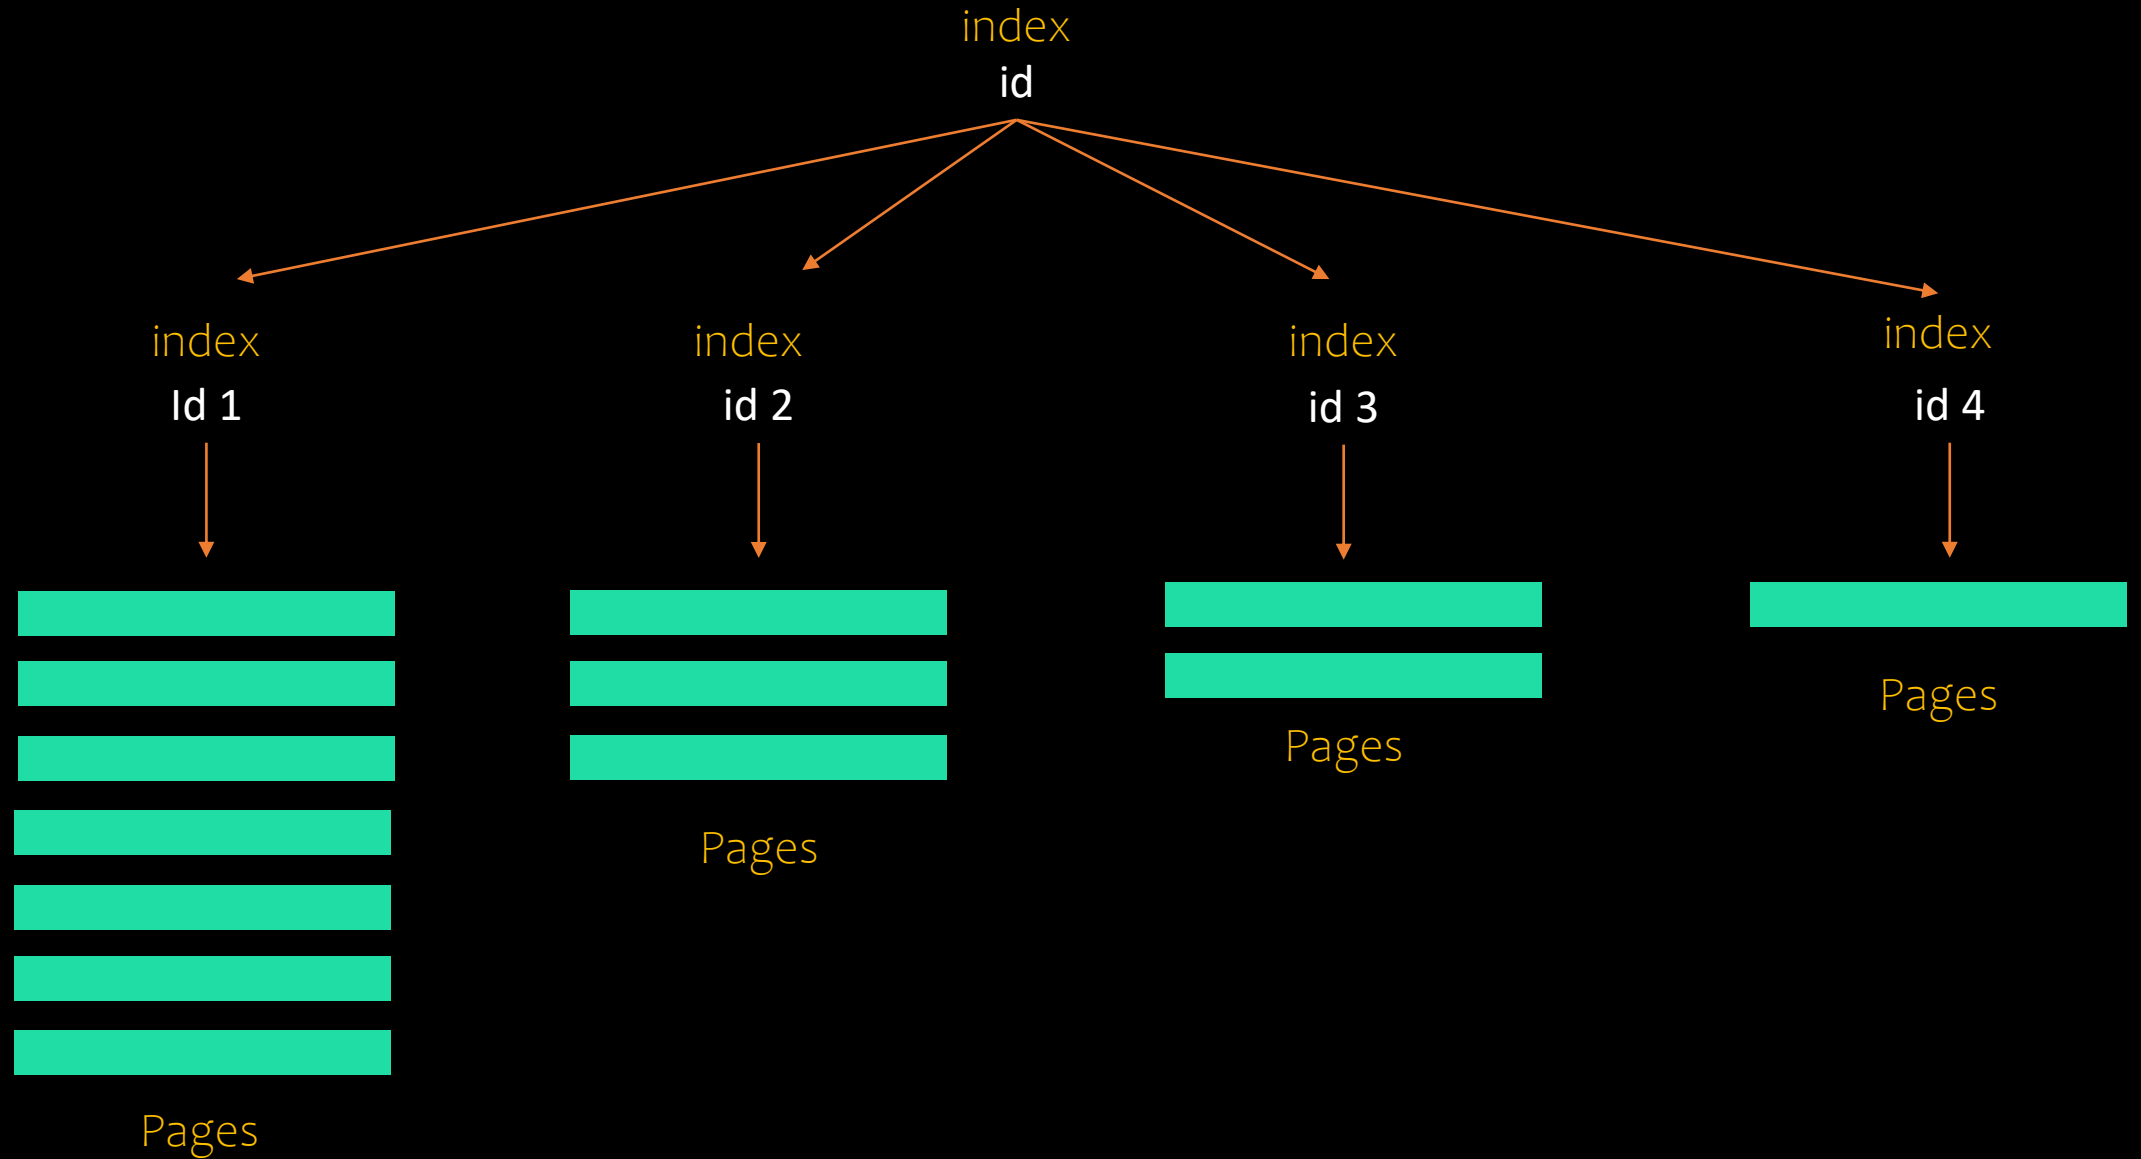 index
id
index
Id 1
index
id 2
index
id 3
index
id 4
Pages
Pages
Pages
Pages